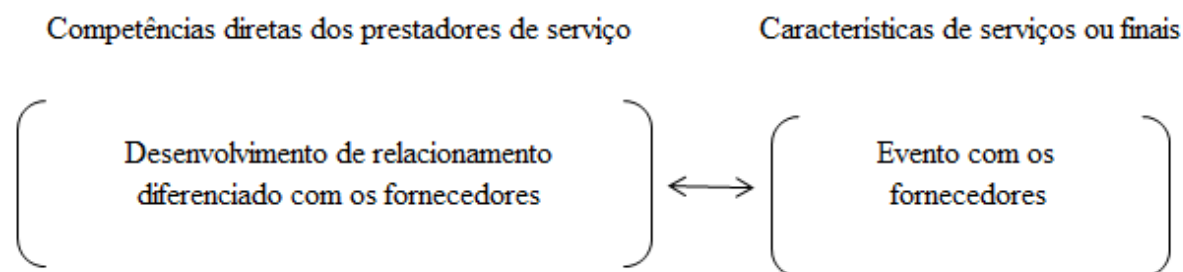 Competências diretas dos prestadores de serviço
Características de serviços ou finais
Desenvolvimento de relacionamento
diferenciado com os fornecedores
Evento com os
fornecedores